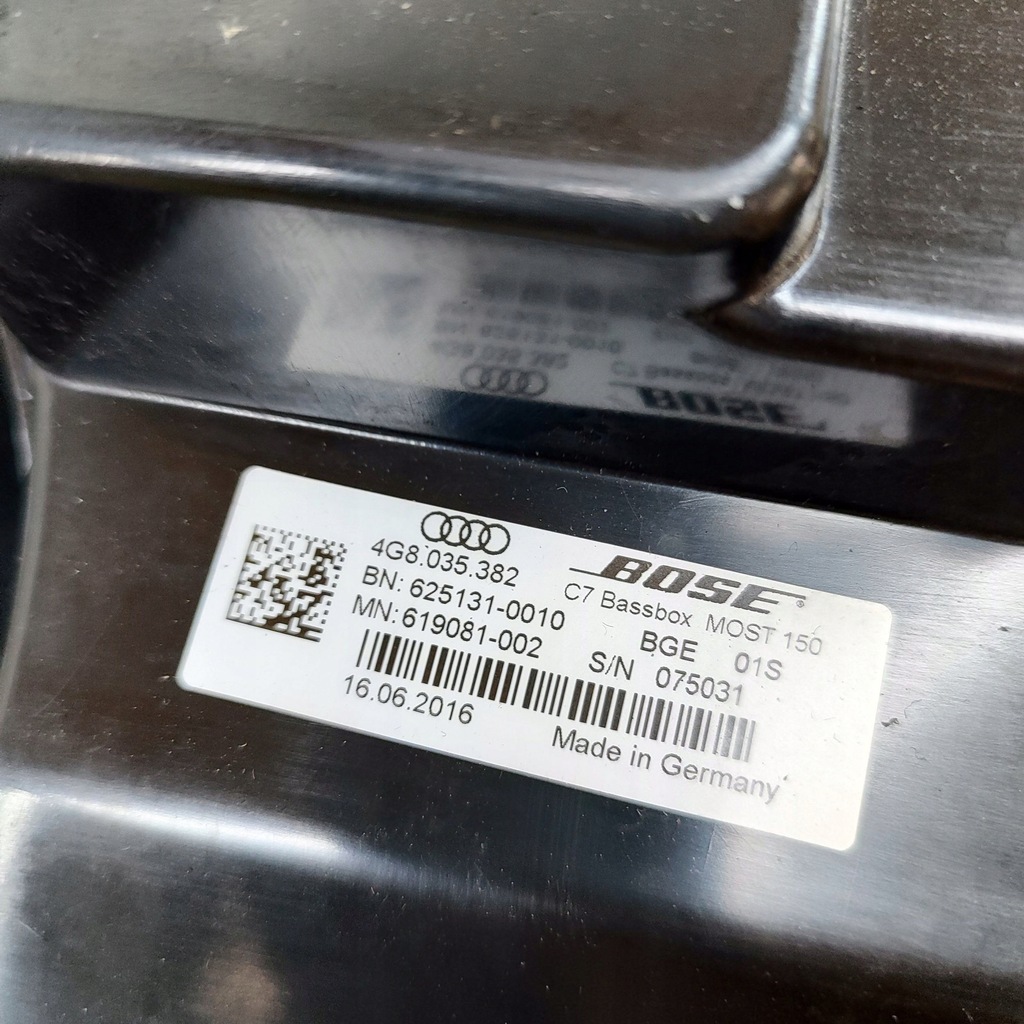 4G8.035.382
BN: 625131-0010
MN: 619081-002
BOSE®
C7 Bassbox MOST 150
BGE 01S
S/N 075031
16.06.2016
Made in Germany